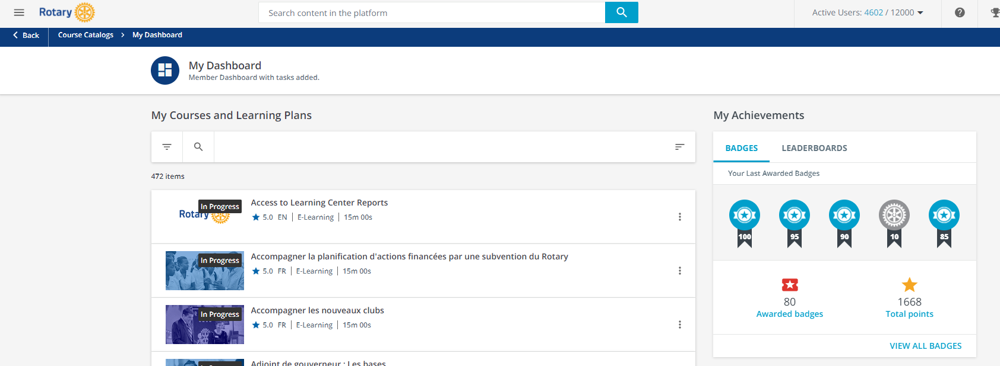 Rotary
Search content in the platform
Active Users: 4602 / 12000
Back
Course Catalogs
My Dashboard
My Dashboard
Member Dashboard with tasks added.
My Courses and Learning Plans
472 items
Rotary
In Progress
Access to Learning Center Reports
5.0 EN | E-Learning | 15m 00s
In Progress
Accompagner la planification d'actions financées par une subvention du Rotary
5.0 FR | E-Learning | 15m 00s
In Progress
Accompagner les nouveaux clubs
5.0 FR | E-Learning | 15m 00s
In Progress
Adjoint de gouverneur : Les bases
My Achievements
BADGES
LEADERBOARDS
Your Last Awarded Badges
100
95
90
10
85
80
Awarded badges
1668
Total points
VIEW ALL BADGES